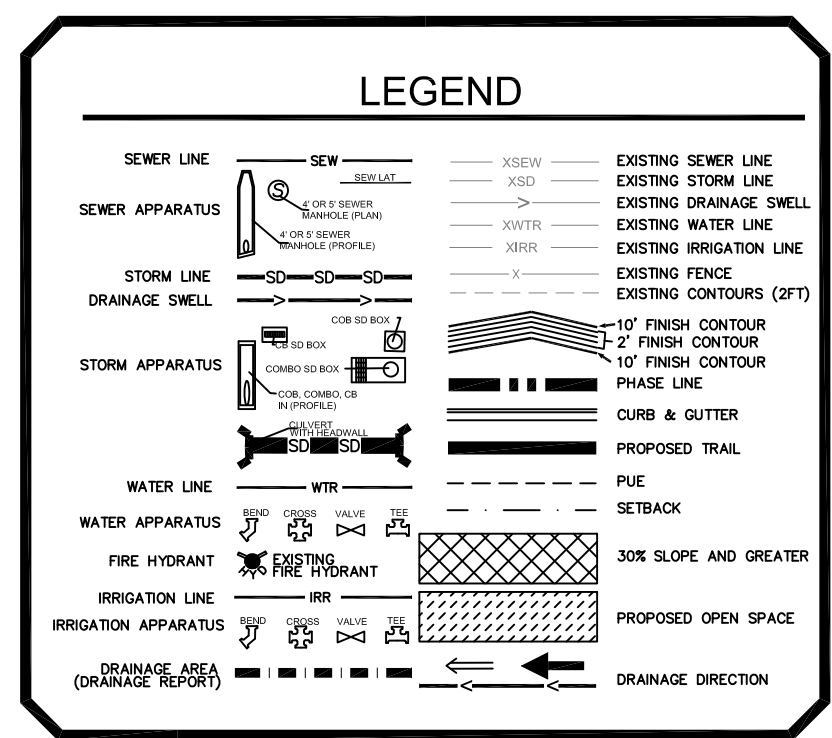 LEGEND
SEWER LINE
SEW
SEW LAT
SEWER APPARATUS
S
4' OR 5' SEWER
MANHOLE (PLAN)
4' OR 5' SEWER
MANHOLE (PROFILE)
STORM LINE
SD SD SD
DRAINAGE SWELL
COB SD BOX
CB SD BOX
STORM APPARATUS
COMBO SD BOX
COB, COMBO, CB
IN (PROFILE)
CULVERT
WITH HEADWALL
SD SD
WATER LINE
WTR
WATER APPARATUS
BEND CROSS VALVE TEE
FIRE HYDRANT
EXISTING
FIRE HYDRANT
IRRIGATION LINE
IRR
IRRIGATION APPARATUS
BEND CROSS VALVE TEE
DRAINAGE AREA
(DRAINAGE REPORT)
XSEW EXISTING SEWER LINE
XSD EXISTING STORM LINE
EXISTING DRAINAGE SWELL
XWTR EXISTING WATER LINE
XIRR EXISTING IRRIGATION LINE
X EXISTING FENCE
EXISTING CONTOURS (2FT)
10' FINISH CONTOUR
2' FINISH CONTOUR
10' FINISH CONTOUR
PHASE LINE
CURB & GUTTER
PROPOSED TRAIL
PUE
SETBACK
30% SLOPE AND GREATER
PROPOSED OPEN SPACE
DRAINAGE DIRECTION